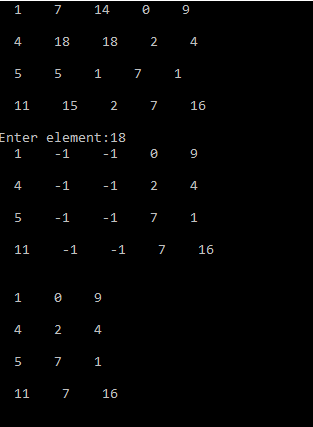 1 7 14 0 9
4 18 18 2 4
5 5 1 7 1
11 15 2 7 16
Enter element:18
1 -1 -1 0 9
4 -1 -1 2 4
5 -1 -1 7 1
11 -1 -1 7 16
1 0 9
4 2 4
5 7 1
11 7 16